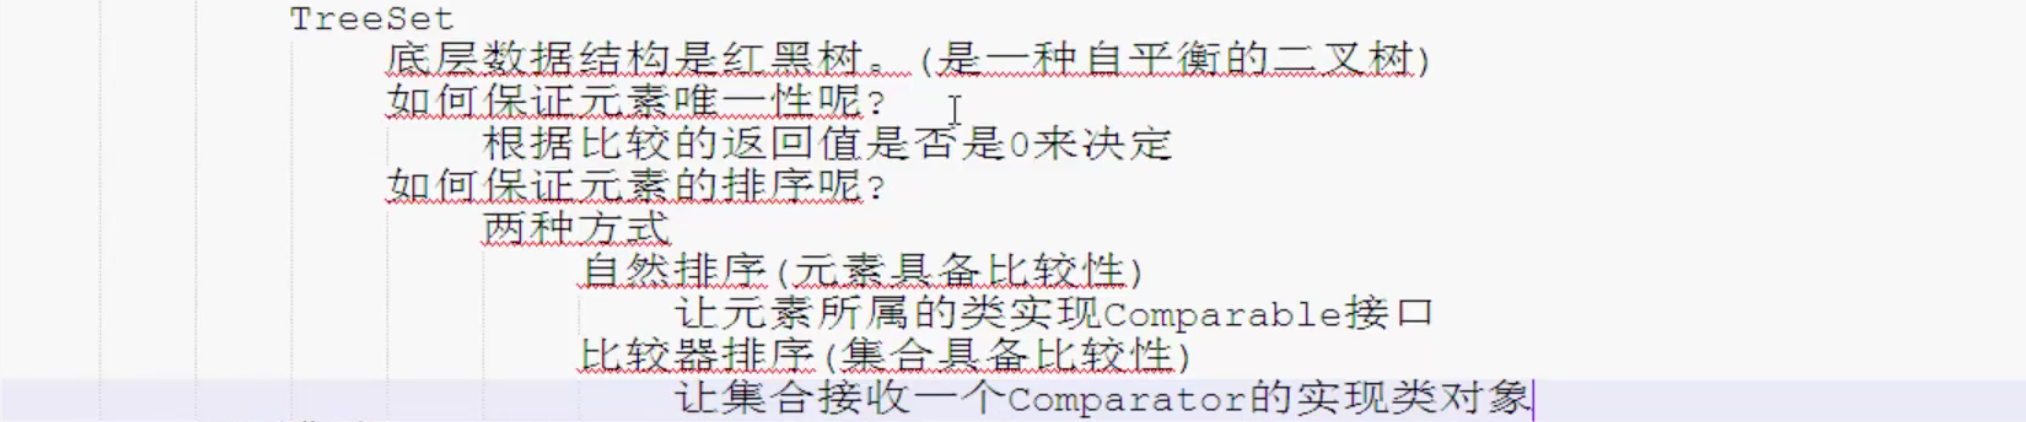 TreeSet
底层数据结构是红黑树。(是一种自平衡的二叉树)
如何保证元素唯一性呢?
根据比较的返回值是否是0来决定
如何保证元素的排序呢?
两种方式
自然排序(元素具备比较性)
让元素所属的类实现Comparable接口
比较器排序(集合具备比较性)
让集合接收一个Comparator的实现类对象